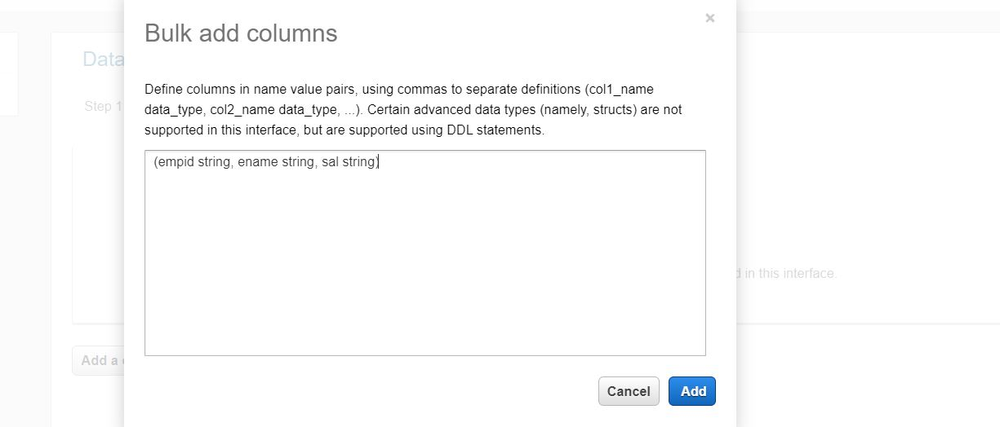 ×
Bulk add columns
Data
Step 1
Define columns in name value pairs, using commas to separate definitions (col1_name
data_type, col2_name data_type, ...). Certain advanced data types (namely, structs) are not
supported in this interface, but are supported using DDL statements.
(empid string, ename string, sal string)
in this interface.
Add a
Cancel Add